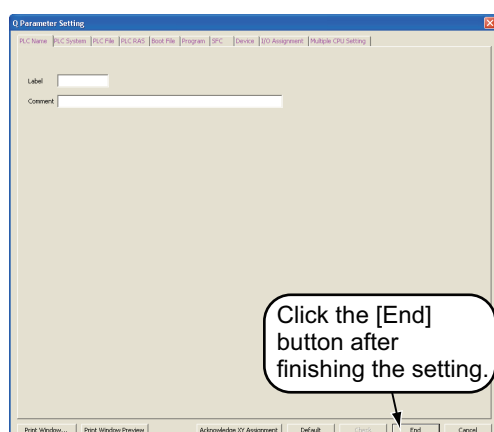 Q Parameter Setting
PLC Name PLC System PLC File PLC RAS Boot File Program SFC Device I/O Assignment Multiple CPU Setting
Label
Comment
Click the [End]
button after
finishing the setting.
Print Window... Print Window Preview Acknowledge XY Assignment Default Check End Cancel